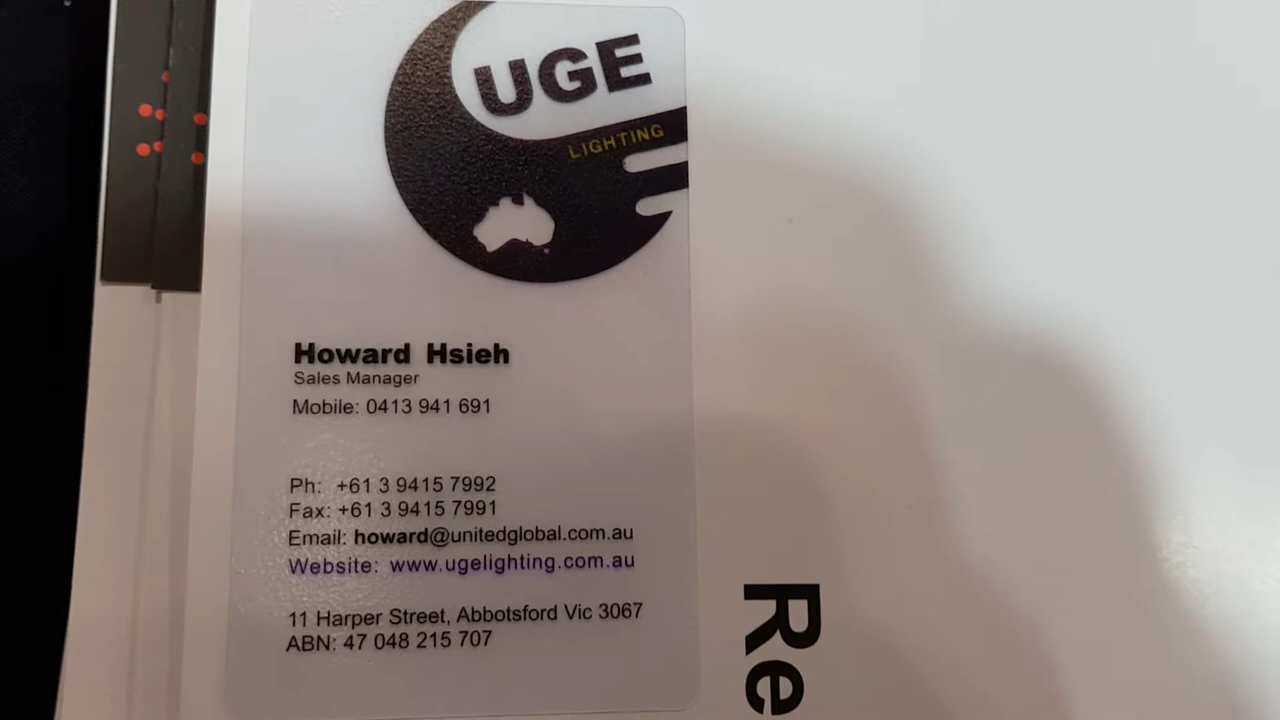 UGE
LIGHTING
Howard Hsieh
Sales Manager
Mobile: 0413 941 691
Ph: +61 3 9415 7992
Fax: +61 3 9415 7991
Email: howard@unitedglobal.com.au
Website: www.ugelighting.com.au
11 Harper Street, Abbotsford Vic 3067
ABN: 47 048 215 707
Re